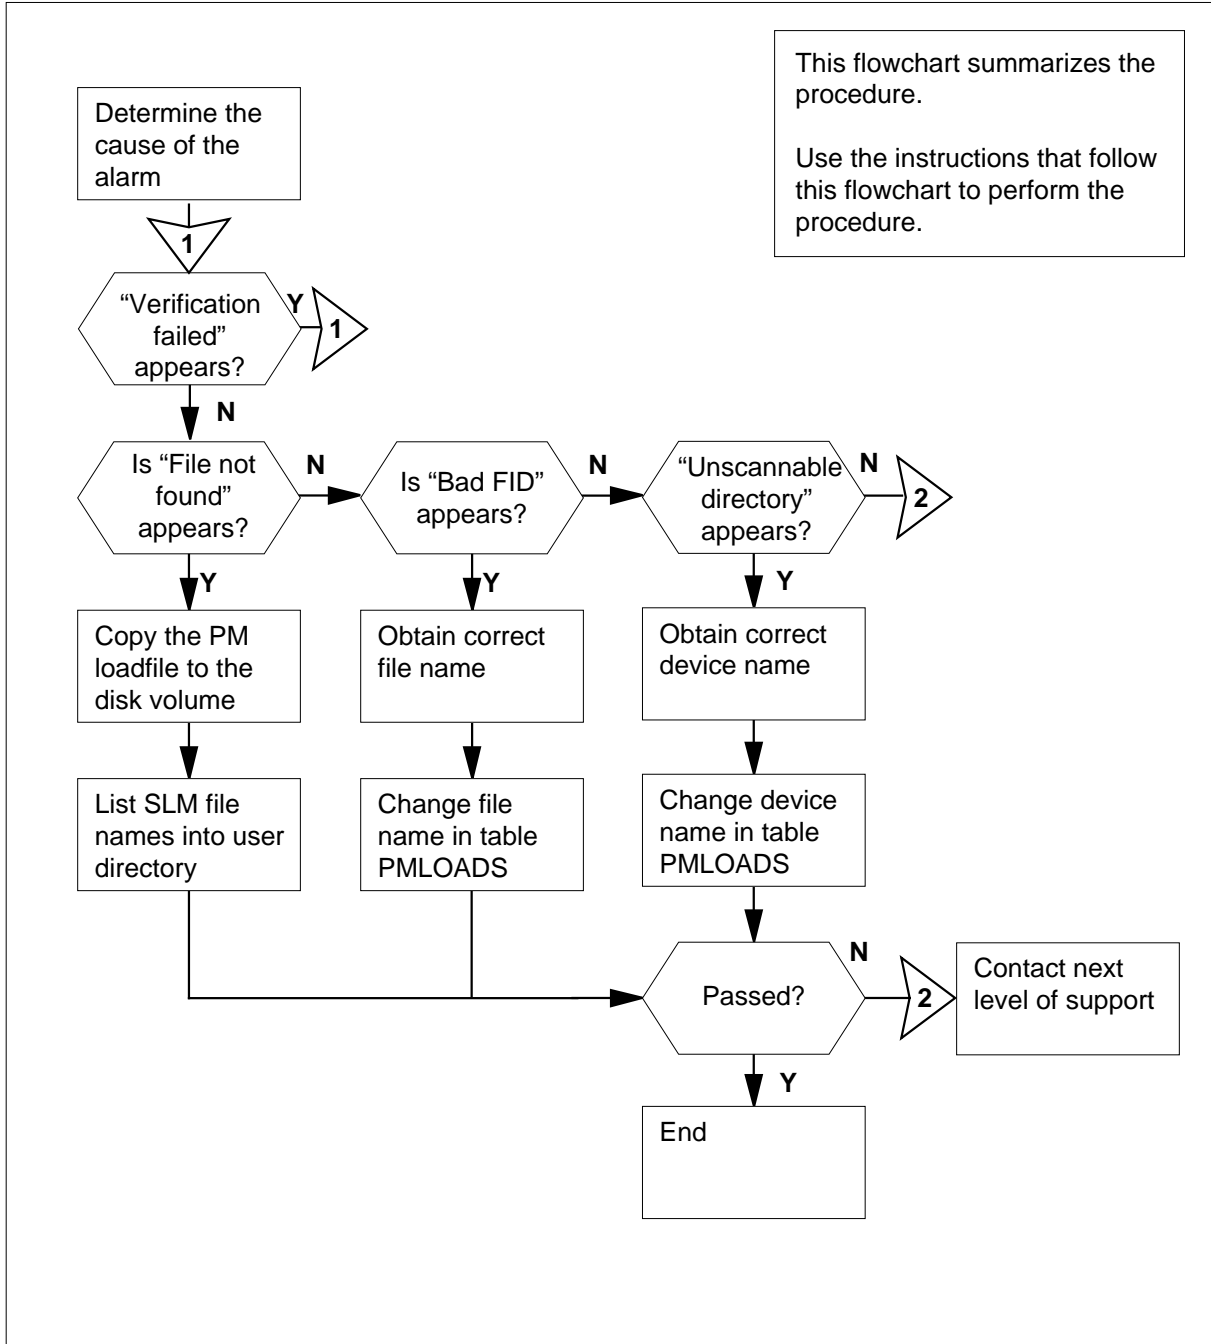 This flowchart summarizes the
procedure.
Use the instructions that follow
this flowchart to perform the
procedure.
Determine the
cause of the
alarm
1
“Verification
failed”
appears?
Y
1
N
Is “File not
found”
appears?
N
Is “Bad FID”
appears?
N
“Unscannable
directory”
appears?
N
2
Y
Y
Y
Copy the PM
loadfile to the
disk volume
Obtain correct
file name
Obtain correct
device name
List SLM file
names into user
directory
Change file
name in table
PMLOADS
Change device
name in table
PMLOADS
Passed?
N
2
Contact next
level of support
Y
End